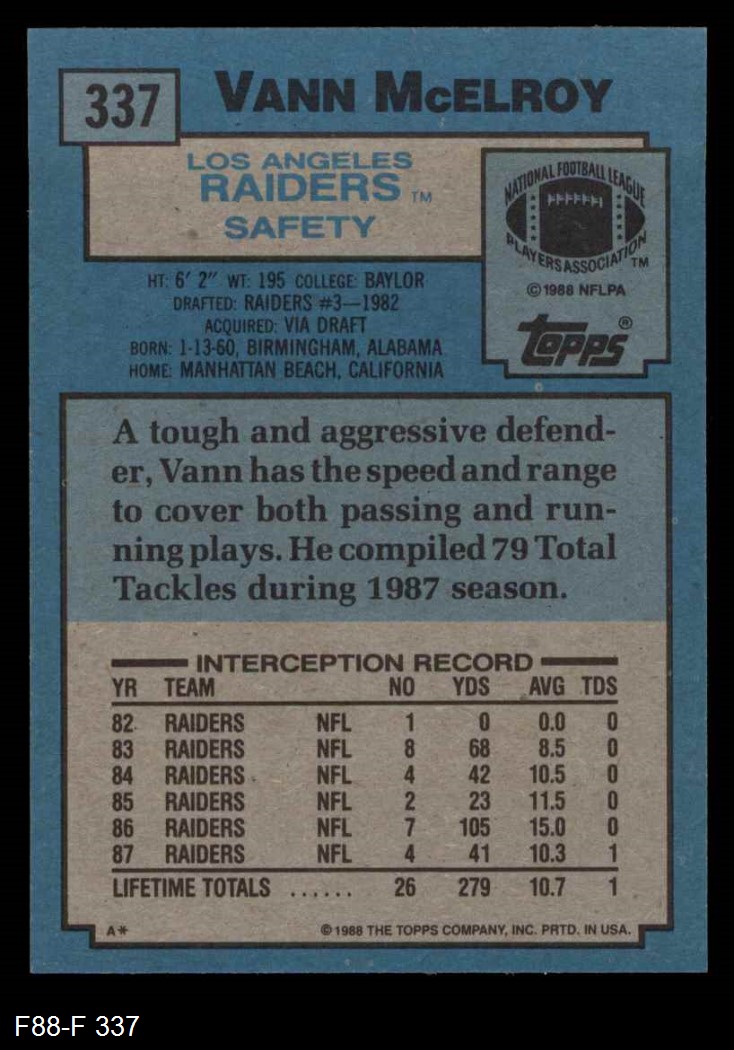 337
VANN MCELROY
LOS ANGELES
RAIDERS TM
SAFETY
NATIONAL FOOTBALL LEAGUE
PLAYERS ASSOCIATION TM
© 1988 NFLPA
topps®
HT: 6' 2" WT: 195 COLLEGE: BAYLOR
DRAFTED: RAIDERS #3—1982
ACQUIRED: VIA DRAFT
BORN: 1-13-60, BIRMINGHAM, ALABAMA
HOME: MANHATTAN BEACH, CALIFORNIA
A tough and aggressive defend-
er, Vann has the speed and range
to cover both passing and run-
ning plays. He compiled 79 Total
Tackles during 1987 season.
INTERCEPTION RECORD
YR TEAM NO YDS AVG TDS
82 RAIDERS NFL 1 0 0.0 0
83 RAIDERS NFL 8 68 8.5 0
84 RAIDERS NFL 4 42 10.5 0
85 RAIDERS NFL 2 23 11.5 0
86 RAIDERS NFL 7 105 15.0 0
87 RAIDERS NFL 4 41 10.3 1
LIFETIME TOTALS ...... 26 279 10.7 1
A* © 1988 THE TOPPS COMPANY, INC. PRTD. IN USA.
F88-F 337